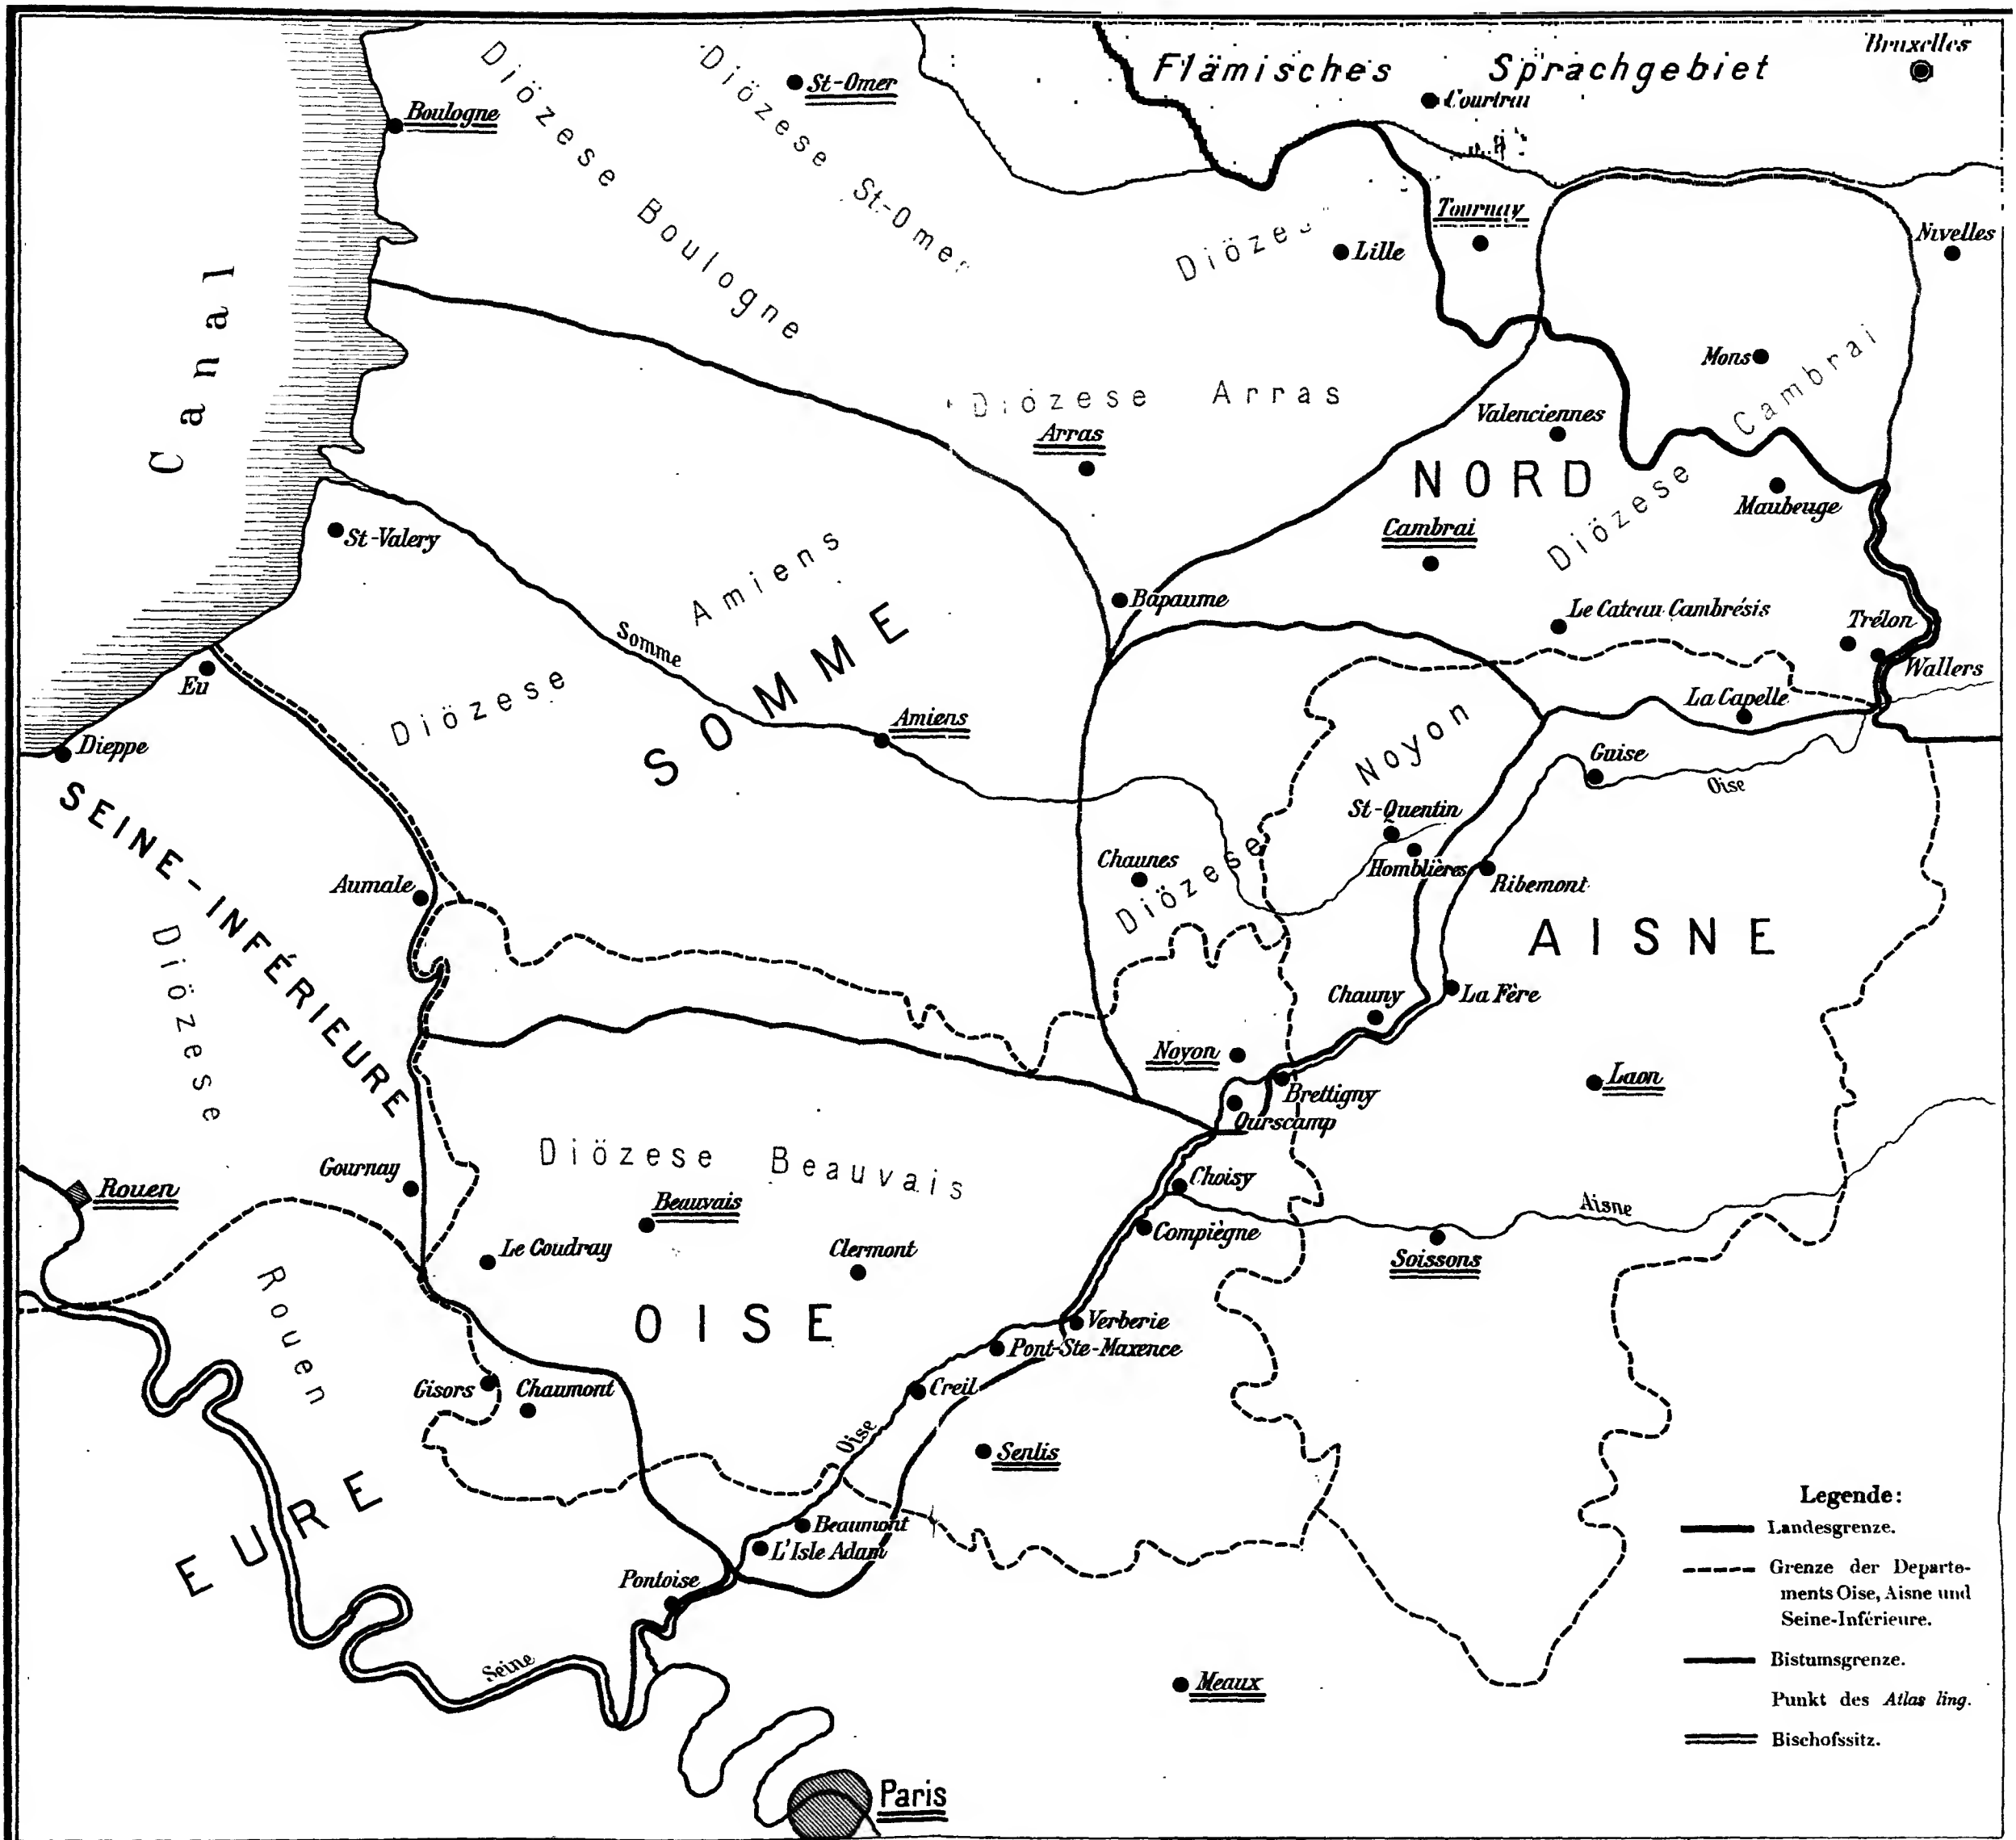 Bruxelles
Flämisches Sprachgebiet
Diözese Boulogne
Diözese St-Omer
St-Omer
Boulogne
Tournay
Nivelles
Lille
Canal
Mons
Diözese Arras
Arras
Valenciennes
NORD
Diözese Cambrai
Cambrai
Maubeuge
St-Valery
Diözese Amiens
Bapaume
Le Cateau Cambrésis
Trélon
Wallers
Somme
SOMME
Eu
La Capelle
Amiens
Dieppe
Guise
Oise
Diözese Noyon
St-Quentin
SEINE-INFÉRIEURE
Chaunes
Homblières
Ribemont
Aumale
AISNE
Chauny
La Fère
Noyon
Laon
Brettigny
Diözese Rouen
Diözese Beauvais
Gournay
Rouen
Choisy
Beauvais
Aisne
Compiègne
Le Coudray
Clermont
Soissons
OISE
Verberie
Pont-Ste-Maxence
Gisors
Chaumont
Creil
Oise
Senlis
EURE
Beaumont
L'Isle Adam
Pontoise
Seine
Meaux
Paris
Legende:
Landesgrenze.
Grenze der Departe-
ments Oise, Aisne und
Seine-Inférieure.
Bistumsgrenze.
Punkt des Atlas ling.
Bischofssitz.